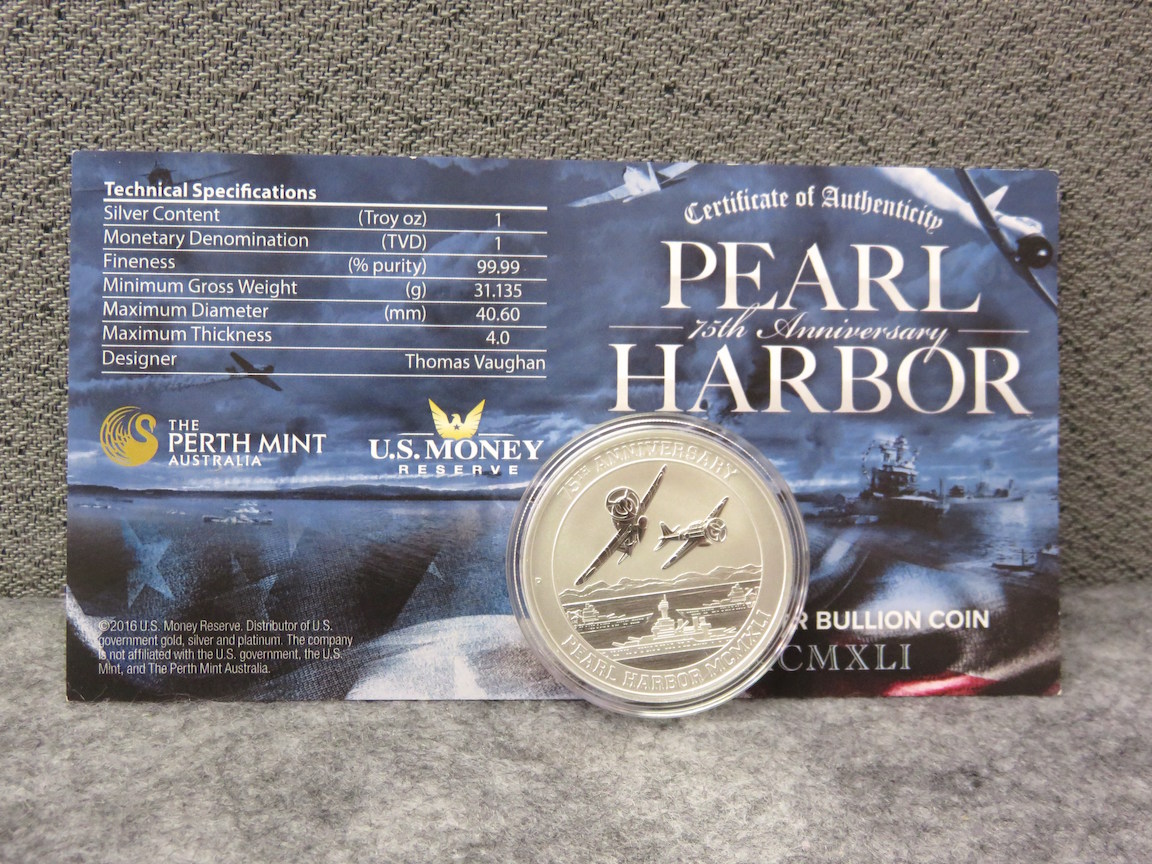 Technical Specifications
Silver Content (Troy oz) 1
Monetary Denomination (TVD) 1
Fineness (% purity) 99.99
Minimum Gross Weight (g) 31.135
Maximum Diameter (mm) 40.60
Maximum Thickness 4.0
Designer Thomas Vaughan
THE
PERTH MINT
AUSTRALIA
U.S. MONEY
RESERVE
©2016 U.S. Money Reserve. Distributor of U.S.
government gold, silver and platinum. The company
is not affiliated with the U.S. government, the U.S.
Mint, and The Perth Mint Australia.
Certificate of Authenticity
PEARL
75th Anniversary
HARBOR
R BULLION COIN
CMXLI
75TH ANNIVERSARY
P
PEARL HARBOR MCMXLI